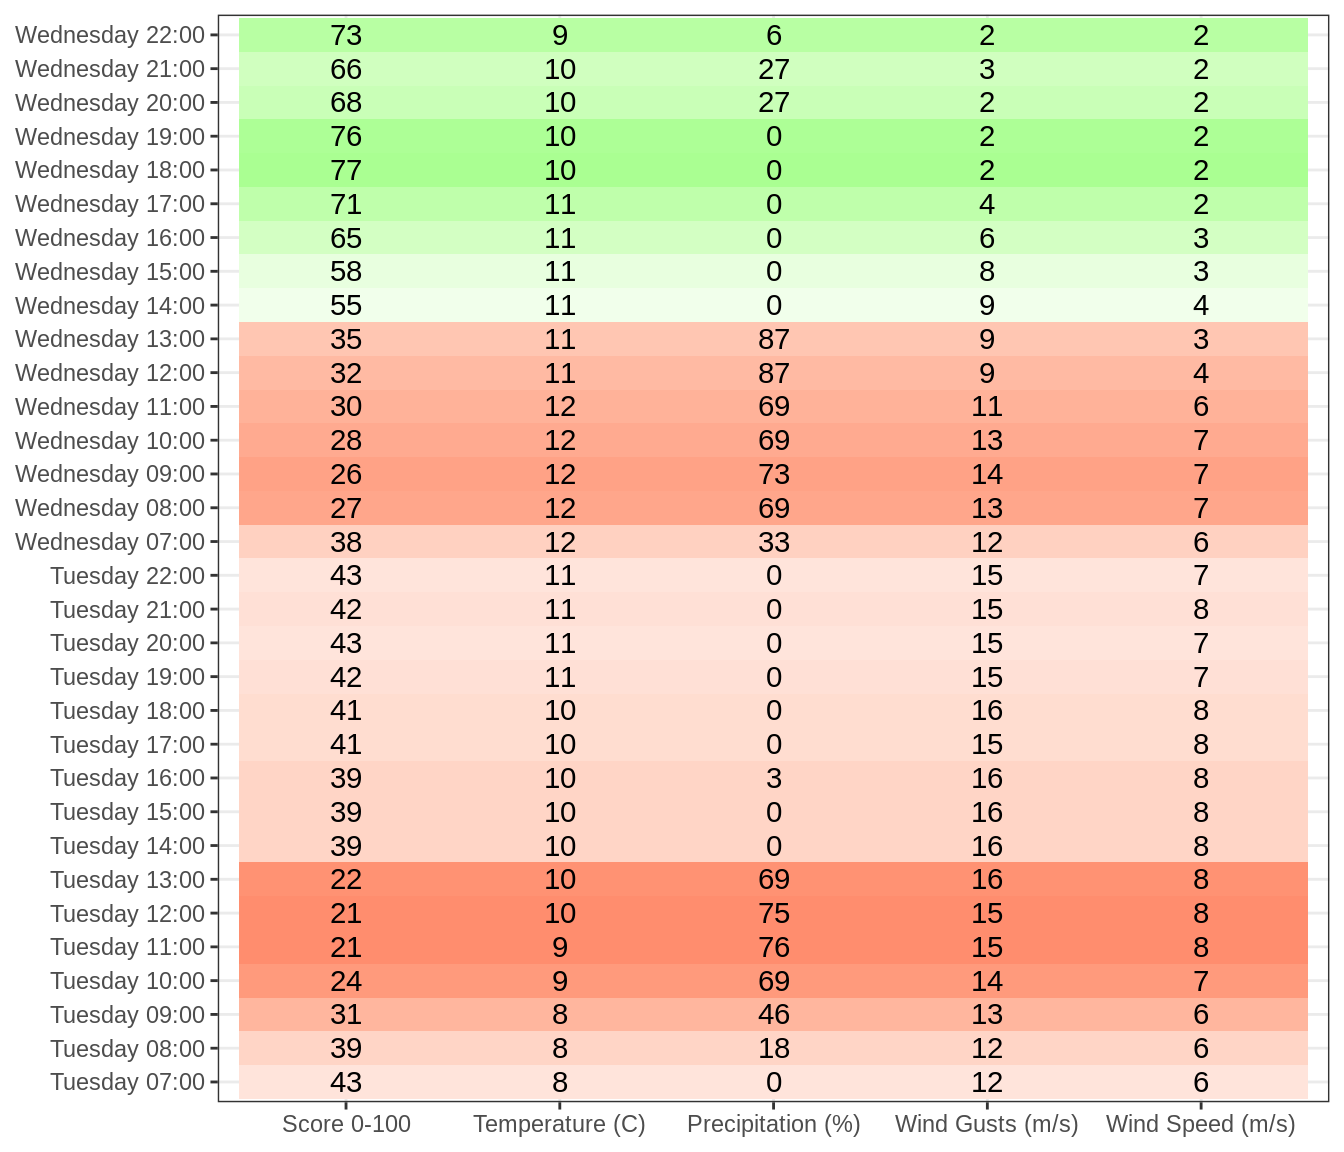 Wednesday 22:00 73 9 6 2 2
Wednesday 21:00 66 10 27 3 2
Wednesday 20:00 68 10 27 2 2
Wednesday 19:00 76 10 0 2 2
Wednesday 18:00 77 10 0 2 2
Wednesday 17:00 71 11 0 4 2
Wednesday 16:00 65 11 0 6 3
Wednesday 15:00 58 11 0 8 3
Wednesday 14:00 55 11 0 9 4
Wednesday 13:00 35 11 87 9 3
Wednesday 12:00 32 11 87 9 4
Wednesday 11:00 30 12 69 11 6
Wednesday 10:00 28 12 69 13 7
Wednesday 09:00 26 12 73 14 7
Wednesday 08:00 27 12 69 13 7
Wednesday 07:00 38 12 33 12 6
Tuesday 22:00 43 11 0 15 7
Tuesday 21:00 42 11 0 15 8
Tuesday 20:00 43 11 0 15 7
Tuesday 19:00 42 11 0 15 7
Tuesday 18:00 41 10 0 16 8
Tuesday 17:00 41 10 0 15 8
Tuesday 16:00 39 10 3 16 8
Tuesday 15:00 39 10 0 16 8
Tuesday 14:00 39 10 0 16 8
Tuesday 13:00 22 10 69 16 8
Tuesday 12:00 21 10 75 15 8
Tuesday 11:00 21 9 76 15 8
Tuesday 10:00 24 9 69 14 7
Tuesday 09:00 31 8 46 13 6
Tuesday 08:00 39 8 18 12 6
Tuesday 07:00 43 8 0 12 6
Score 0-100 Temperature (C) Precipitation (%) Wind Gusts (m/s) Wind Speed (m/s)